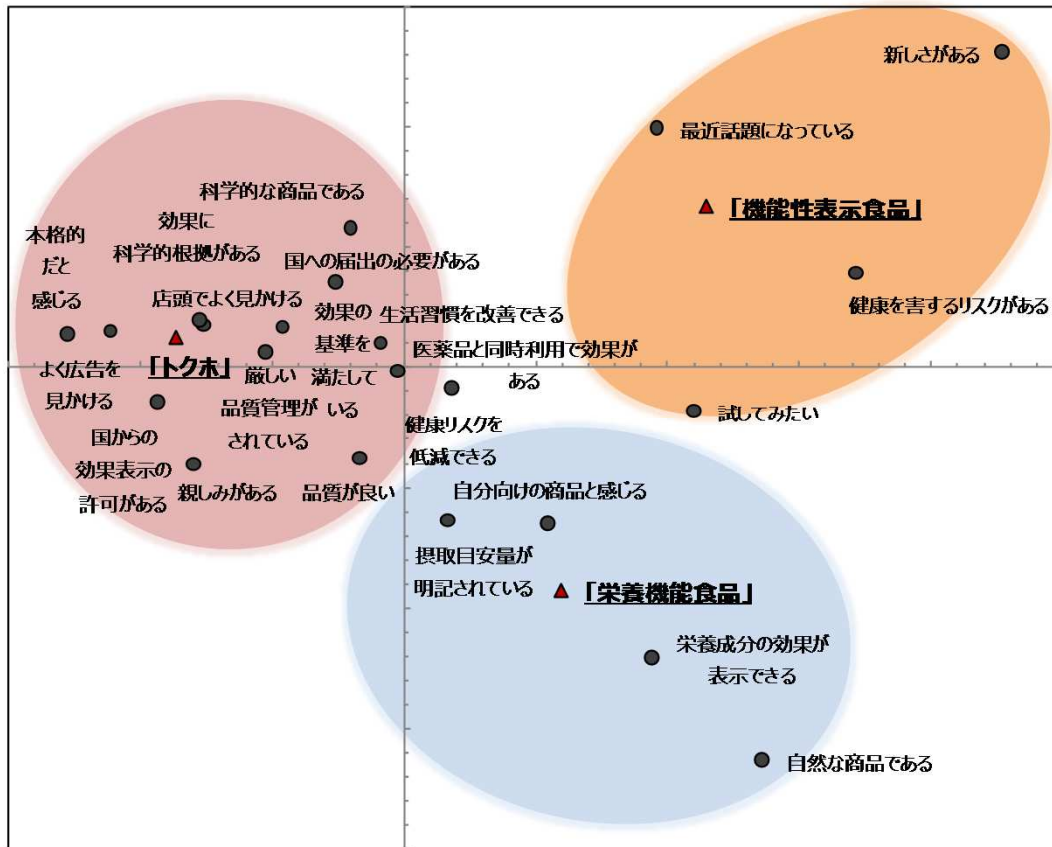 新しさがある
最近話題になっている
「機能性表示食品」
健康を害するリスクがある
試してみたい
科学的な商品である
効果に
科学的根拠がある
本格的
だと
感じる
国への届出の必要がある
店頭でよく見かける
効果の
基準を
満たして
いる
生活習慣を改善できる
医薬品と同時利用で効果が
ある
「トクホ」
よく広告を
見かける
厳しい
品質管理が
されている
国からの
効果表示の
許可がある
親しみがある
品質が良い
健康リスクを
低減できる
自分向けの商品と感じる
摂取目安量が
明記されている
「栄養機能食品」
栄養成分の効果が
表示できる
自然な商品である